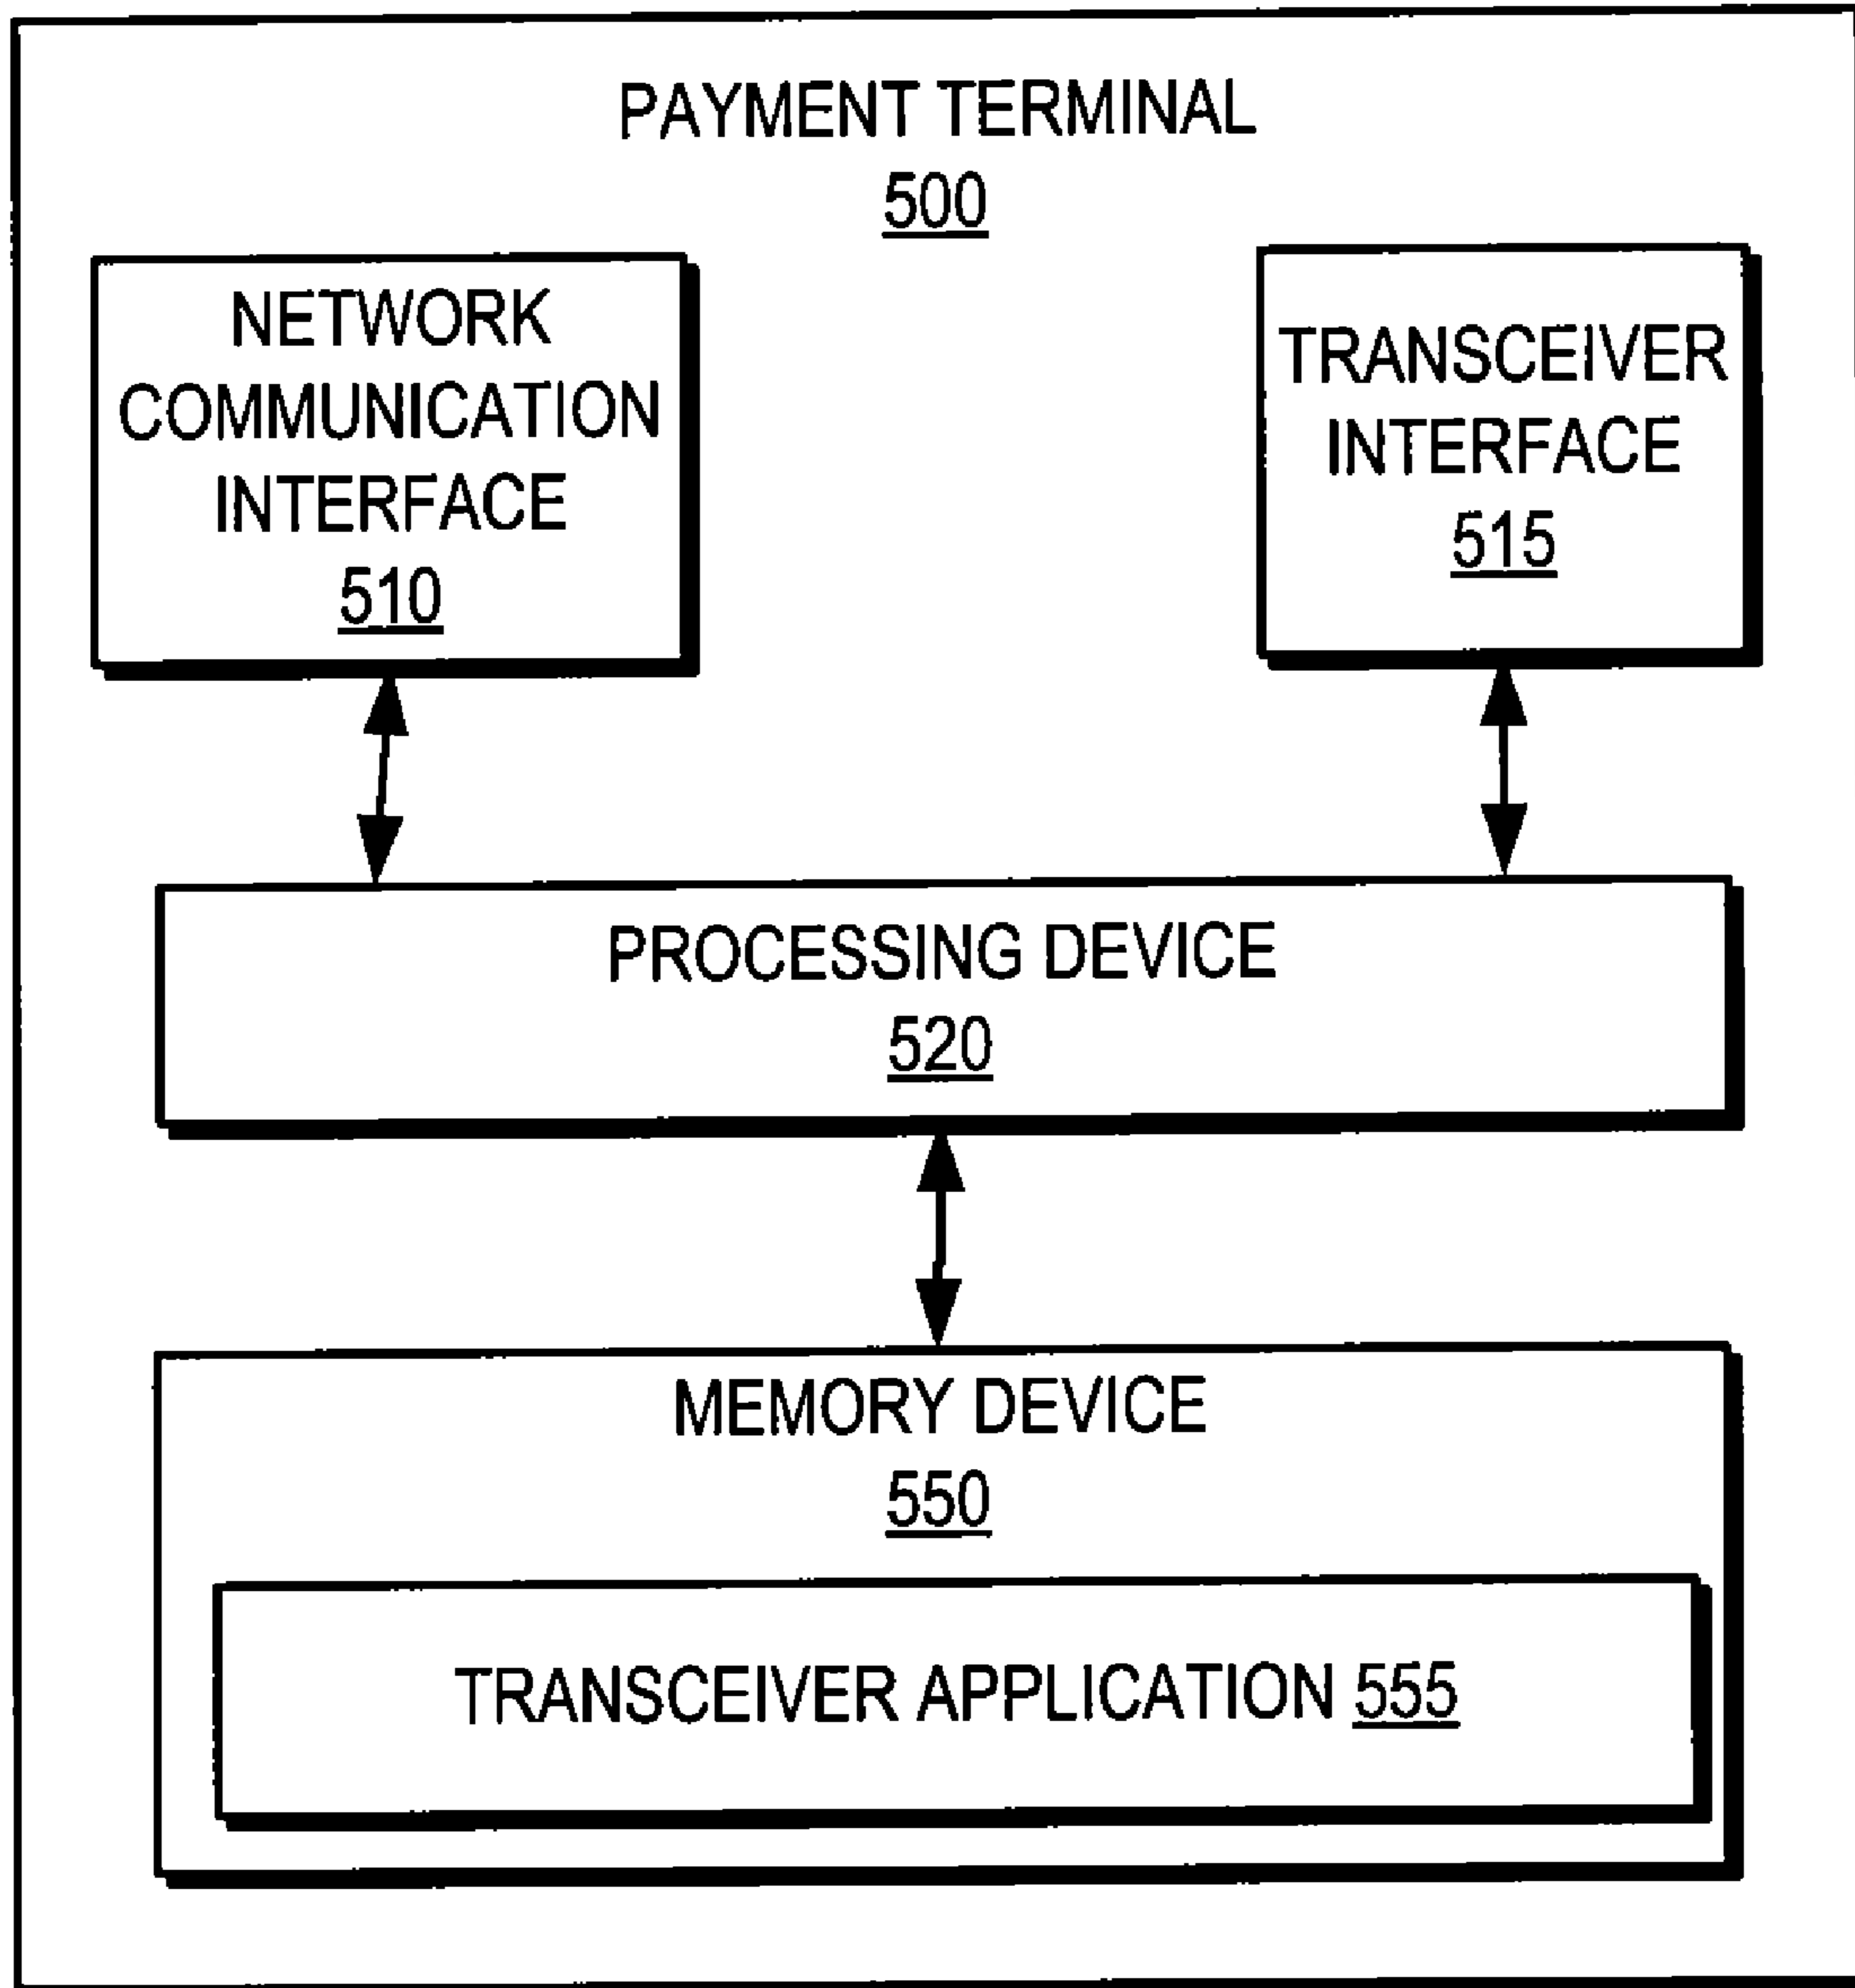 PAYMENT TERMINAL
500
NETWORK
COMMUNICATION
INTERFACE
510
TRANSCEIVER
INTERFACE
515
PROCESSING DEVICE
520
MEMORY DEVICE
550
TRANSCEIVER APPLICATION 555